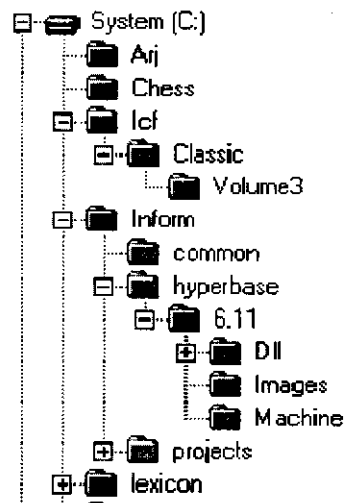 System (C:)
Arj
Chess
Icf
Classic
Volume3
Inform
common
hyperbase
6.11
Dll
Images
Machine
projects
lexicon